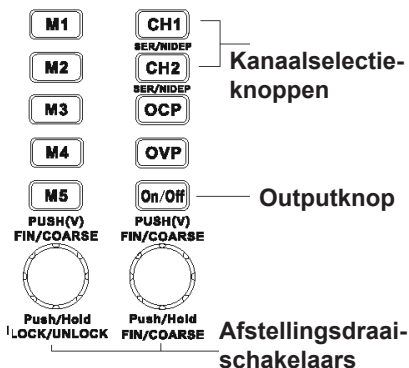 M1 CH1
SER/NIDEP
M2 CH2
SER/NIDEP
Kanaalselectie-
knoppen
M3 OCP
M4 OVP
M5 On/Off
Outputknop
PUSH(V) PUSH(V)
FIN/COARSE FIN/COARSE
Push/Hold Push/Hold
LOCK/UNLOCK FIN/COARSE
Afstellingsdraai-
schakelaars